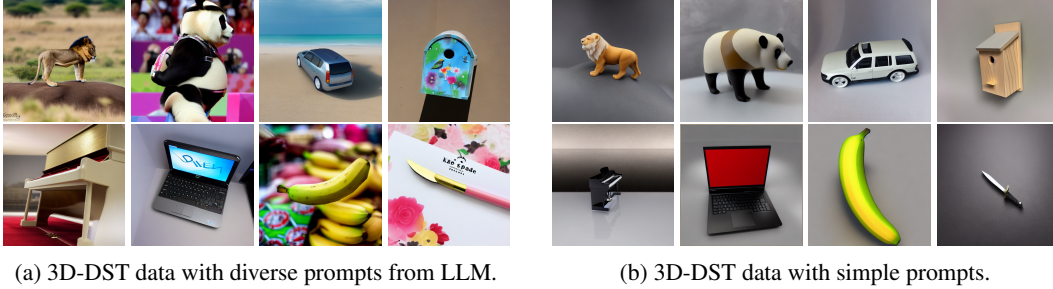 kate spade
(a) 3D-DST data with diverse prompts from LLM.
(b) 3D-DST data with simple prompts.